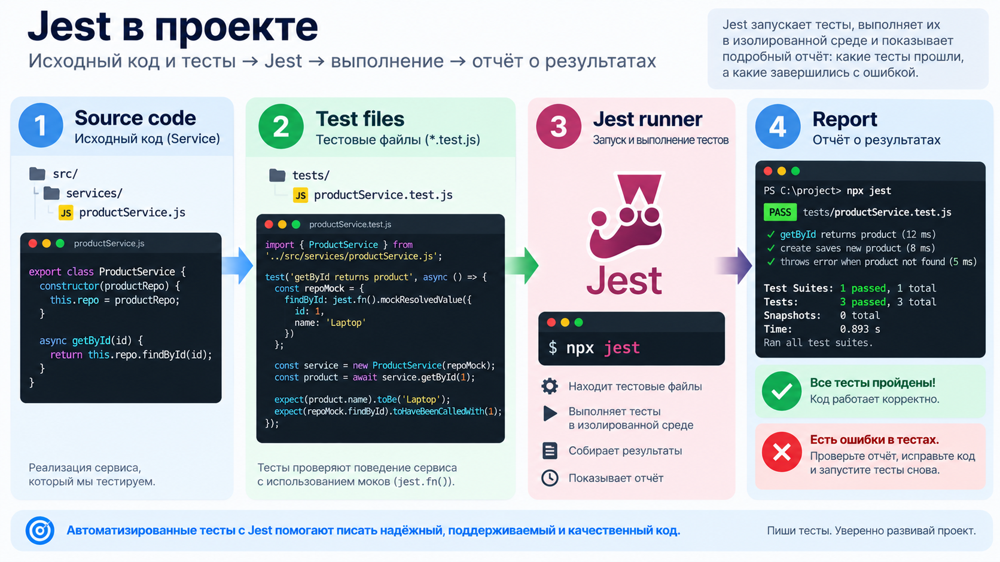 Jest в проекте
Исходный код и тесты → Jest → выполнение → отчёт о результатах
Jest запускает тесты, выполняет их
в изолированной среде и показывает
подробный отчёт: какие тесты прошли,
а какие завершились с ошибкой.
1
Source code
Исходный код (Service)
src/
services/
JS productService.js
productService.js
export class ProductService {
  constructor(productRepo) {
    this.repo = productRepo;
  }
  async getById(id) {
    return this.repo.findById(id);
  }
}
Реализация сервиса,
который мы тестируем.
2
Test files
Тестовые файлы (*.test.js)
tests/
JS productService.test.js
productService.test.js
import { ProductService } from
'../src/services/productService.js';
test('getById returns product', async () => {
  const repoMock = {
    findById: jest.fn().mockResolvedValue({
      id: 1,
      name: 'Laptop'
    })
  };
  const service = new ProductService(repoMock);
  const product = await service.getById(1);
  expect(product.name).toBe('Laptop');
  expect(repoMock.findById).toHaveBeenCalledWith(1);
});
Тесты проверяют поведение сервиса
с использованием моков (jest.fn()).
3
Jest runner
Запуск и выполнение тестов
Jest
$ npx jest
Находит тестовые файлы
Выполняет тесты
в изолированной среде
Собирает результаты
Показывает отчёт
4
Report
Отчёт о результатах
PS C:\project> npx jest
PASS tests/productService.test.js
✓ getById returns product (12 ms)
✓ create saves new product (8 ms)
✓ throws error when product not found (5 ms)
Test Suites: 1 passed, 1 total
Tests: 3 passed, 3 total
Snapshots: 0 total
Time: 0.893 s
Ran all test suites.
Все тесты пройдены!
Код работает корректно.
Есть ошибки в тестах.
Проверьте отчёт, исправьте код
и запустите тесты снова.
Автоматизированные тесты с Jest помогают писать надёжный, поддерживаемый и качественный код.
Пиши тесты. Уверенно развивай проект.